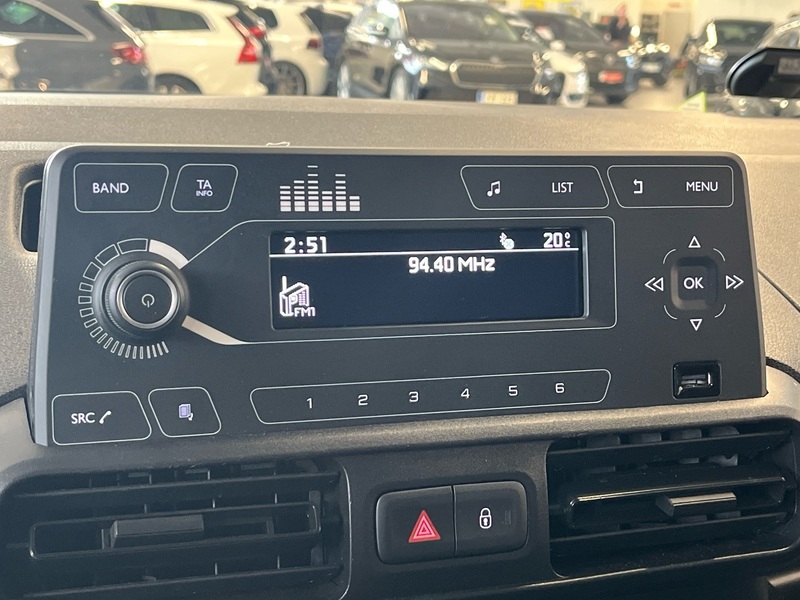 BAND
TA
INFO
LIST
MENU
2:51
20°C
94.40 MHz
FM1
OK
SRC
1 2 3 4 5 6